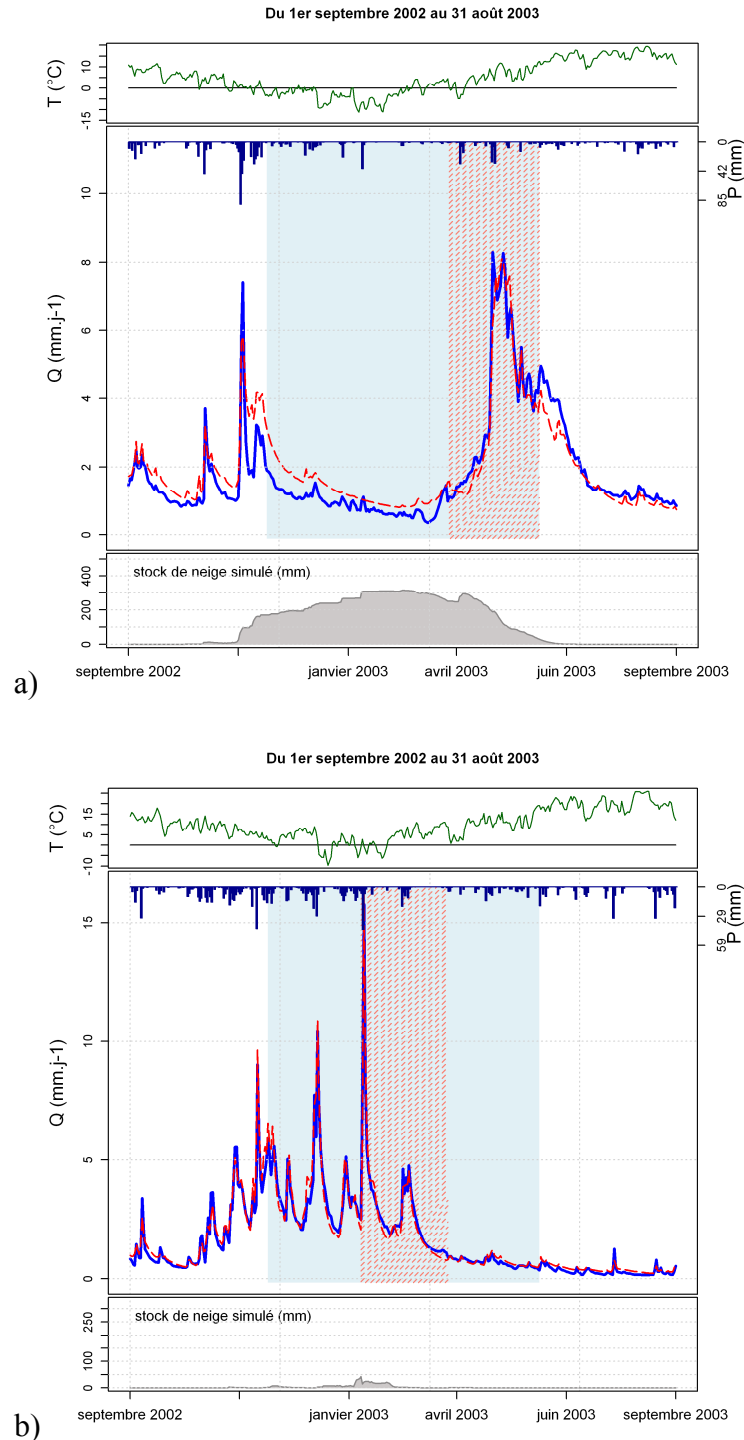 Du 1er septembre 2002 au 31 août 2003
T (°C)
10
0
-15
P (mm)
0
42
85
Q (mm.j-1)
10
8
6
4
2
0
stock de neige simulé (mm)
400
200
0
septembre 2002
janvier 2003
avril 2003
juin 2003
septembre 2003
a)
Du 1er septembre 2002 au 31 août 2003
T (°C)
15
5
-10
P (mm)
0
29
59
Q (mm.j-1)
15
10
5
0
stock de neige simulé (mm)
250
100
0
septembre 2002
janvier 2003
avril 2003
juin 2003
septembre 2003
b)